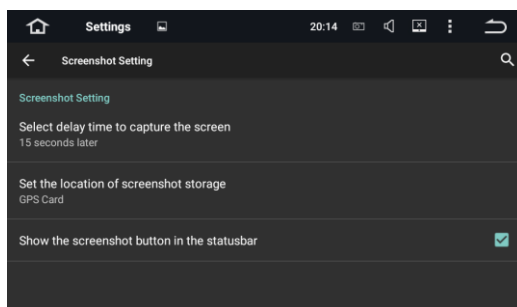 Settings
20:14
Screenshot Setting
Screenshot Setting
Select delay time to capture the screen
15 seconds later
Set the location of screenshot storage
GPS Card
Show the screenshot button in the statusbar